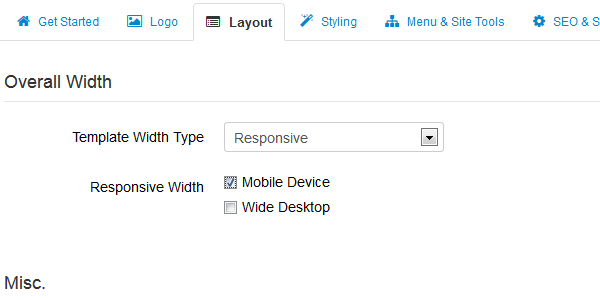 Get Started Logo Layout Styling Menu & Site Tools SEO & S
Overall Width
Template Width Type Responsive
Responsive Width Mobile Device
Wide Desktop
Misc.